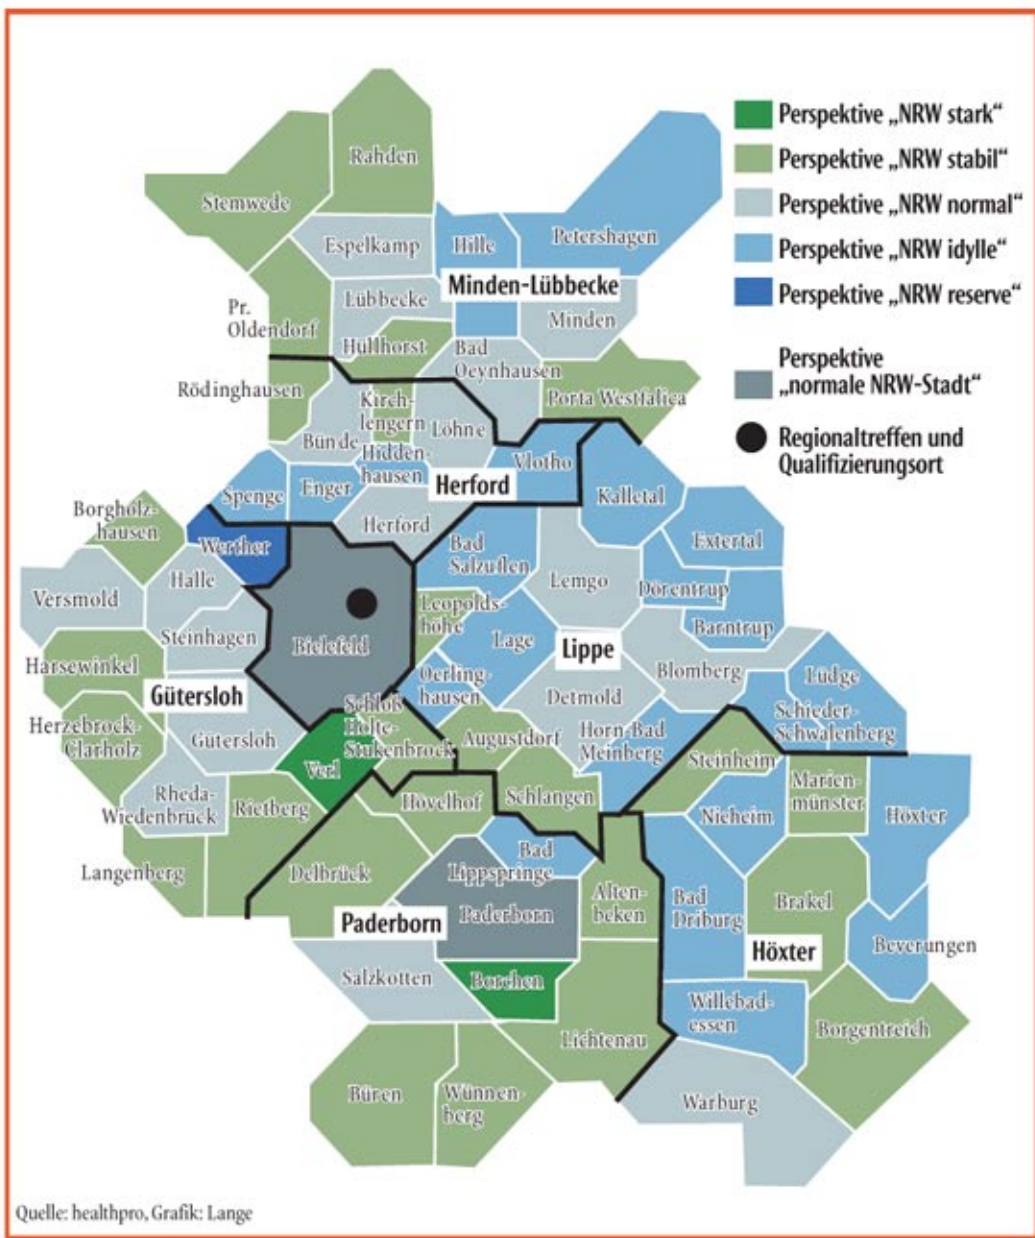 Perspektive „NRW stark“
Perspektive „NRW stabil“
Perspektive „NRW normal“
Perspektive „NRW idylle“
Perspektive „NRW reserve“
Perspektive
„normale NRW-Stadt“
Regionaltreffen und
Qualifizierungsort
Rahden
Stemwede
Espelkamp
Hille
Petershagen
Minden-Lübbecke
Lübbecke
Minden
Pr.
Oldendorf
Hüllhorst
Bad
Oeynhausen
Rödinghausen
Kirch-
lengern
Porta Westfalica
Bünde
Löhne
Hidden-
hausen
Vlotho
Spenge
Enger
Herford
Kalletal
Borgholz-
hausen
Herford
Werther
Bad
Salzuflen
Extertal
Halle
Lemgo
Versmold
Dörentrup
Leopolds-
höhe
Steinhagen
Bielefeld
Lage
Barntrup
Harsewinkel
Lippe
Blomberg
Oerling-
hausen
Lüdge
Gütersloh
Detmold
Schieder-
Schwalenberg
Herzebrock-
Clarholz
Gütersloh
Schloß
Holte-
Stukenbrock
Augustdorf
Horn-Bad
Meinberg
Verl
Steinheim
Rheda-
Wiedenbrück
Rietberg
Hövelhof
Schlangen
Marien-
münster
Nieheim
Höxter
Langenberg
Delbrück
Bad
Lippspringe
Alten-
beken
Brakel
Paderborn
Paderborn
Bad
Driburg
Höxter
Beverungen
Salzkotten
Borchen
Willebad-
essen
Borgentreich
Lichtenau
Büren
Wünnen-
berg
Warburg
Quelle: healthpro, Grafik: Lange